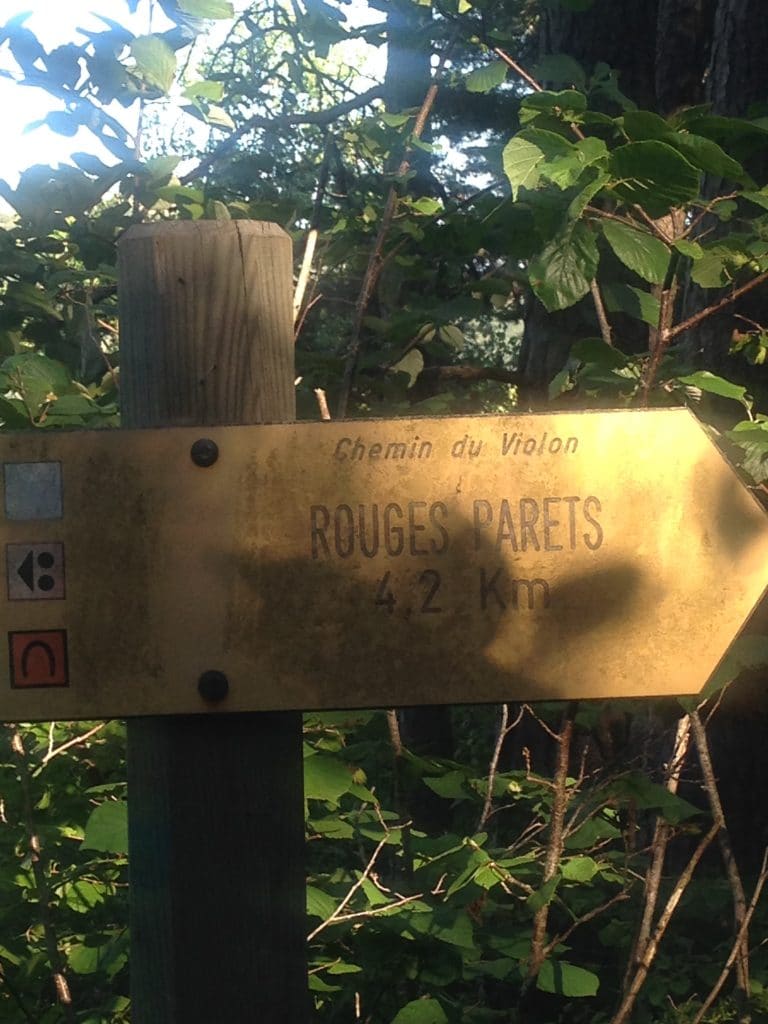 Chemin du Violon
ROUGES PARETS
4,2 Km